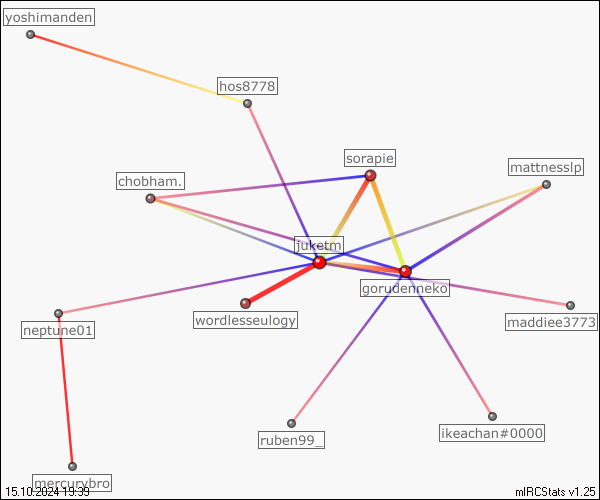 yoshimanden
hos8778
sorapie
mattnesslp
chobham.
juketm
gorudenneko
wordlesseulogy
maddiee3773
neptune01
ikeachan#0000
ruben99_
mercurybro
15.10.2024 19:39
mIRCStats v1.25